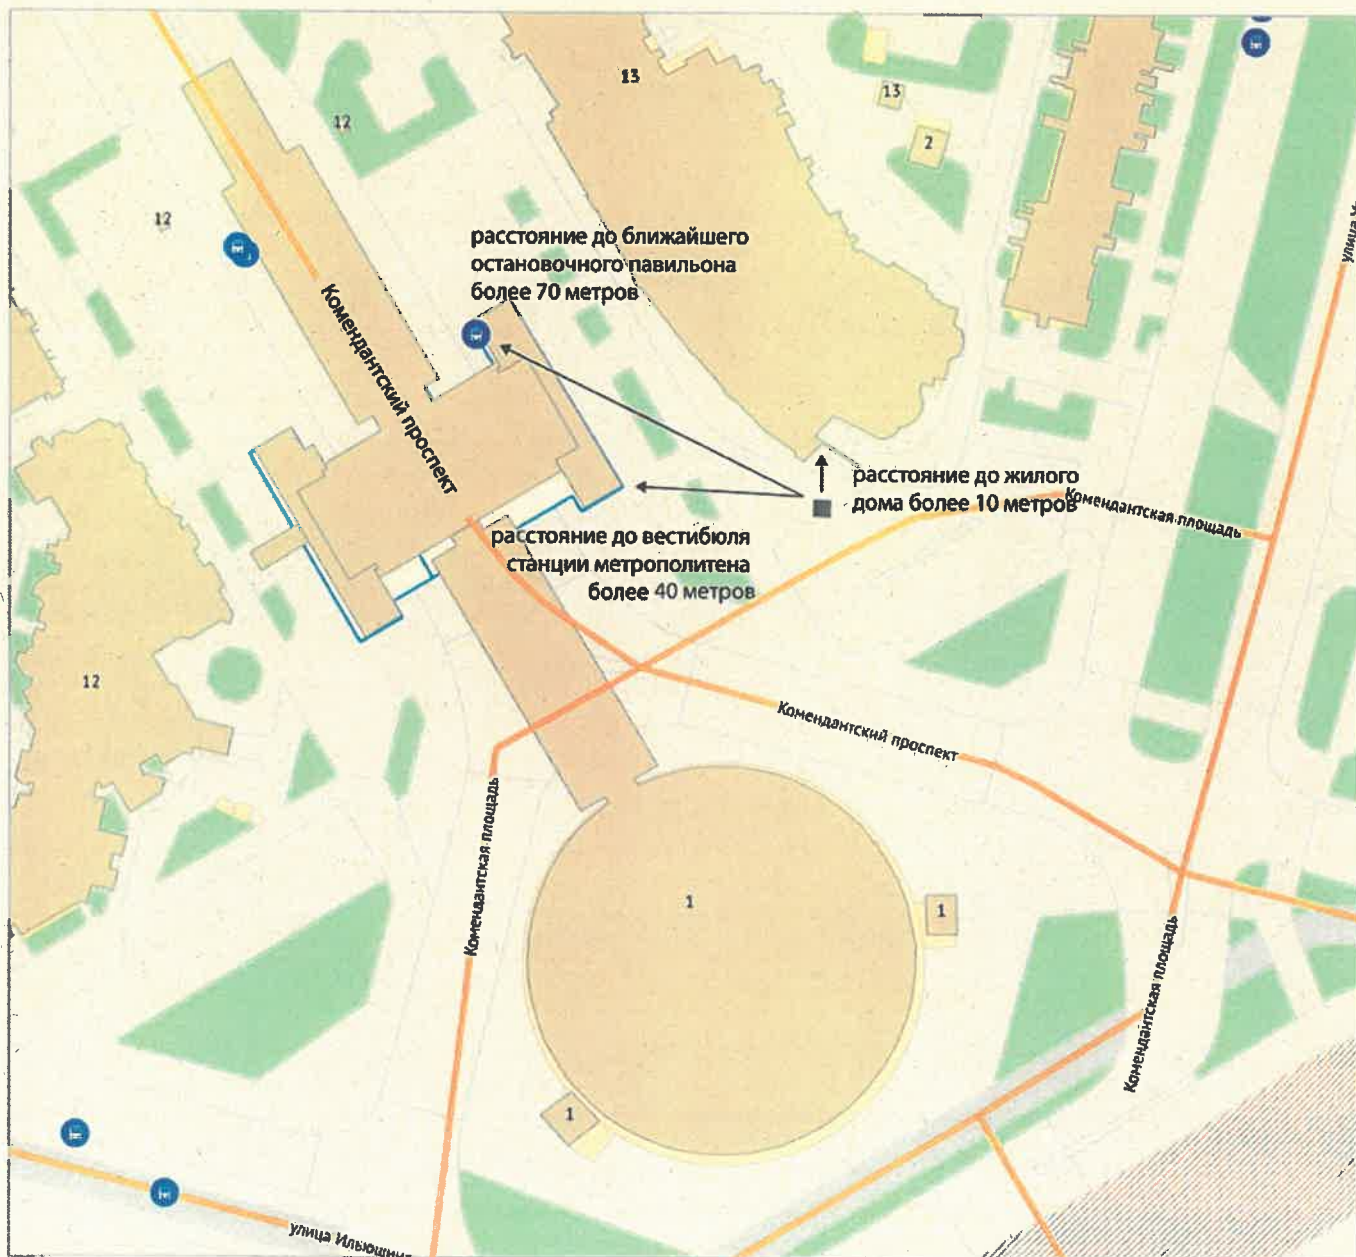 13
12
13
2
12
расстояние до ближайшего
остановочного павильона
более 70 метров
Комендантский проспект
расстояние до жилого
дома более 10 метров
Комендантская площадь
расстояние до вестибюля
станции метрополитена
более 40 метров
12
Комендантский проспект
Комендантская площадь
1
1
Комендантская площадь
1
улица
улица Ильюшина